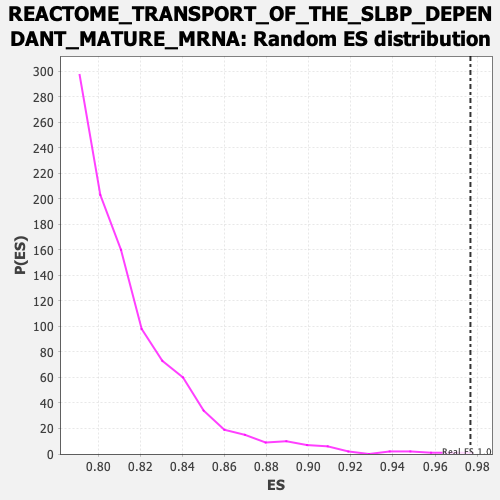 REACTOME_TRANSPORT_OF_THE_SLBP_DEPEN
DANT_MATURE_MRNA: Random ES distribution
300
280
260
240
220
200
180
160
140
120
100
80
60
40
20
0
P(ES)
Real ES 1.0
0.80 0.82 0.84 0.86 0.88 0.90 0.92 0.94 0.96 0.98
ES